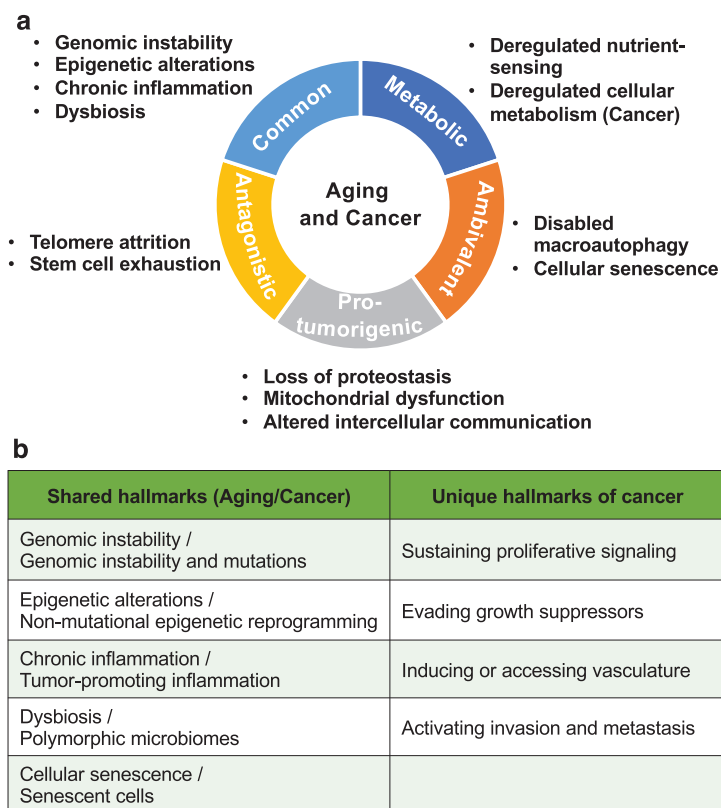 a
• Genomic instability
• Epigenetic alterations
• Chronic inflammation
• Dysbiosis
• Deregulated nutrient-
sensing
• Deregulated cellular
metabolism (Cancer)
Common
Metabolic
Antagonistic
Aging
and Cancer
Ambivalent
• Telomere attrition
• Stem cell exhaustion
• Disabled
macroautophagy
• Cellular senescence
Pro-
tumorigenic
• Loss of proteostasis
• Mitochondrial dysfunction
• Altered intercellular communication
b
Shared hallmarks (Aging/Cancer)
Unique hallmarks of cancer
Genomic instability /
Genomic instability and mutations
Sustaining proliferative signaling
Epigenetic alterations /
Non-mutational epigenetic reprogramming
Evading growth suppressors
Chronic inflammation /
Tumor-promoting inflammation
Inducing or accessing vasculature
Dysbiosis /
Polymorphic microbiomes
Activating invasion and metastasis
Cellular senescence /
Senescent cells